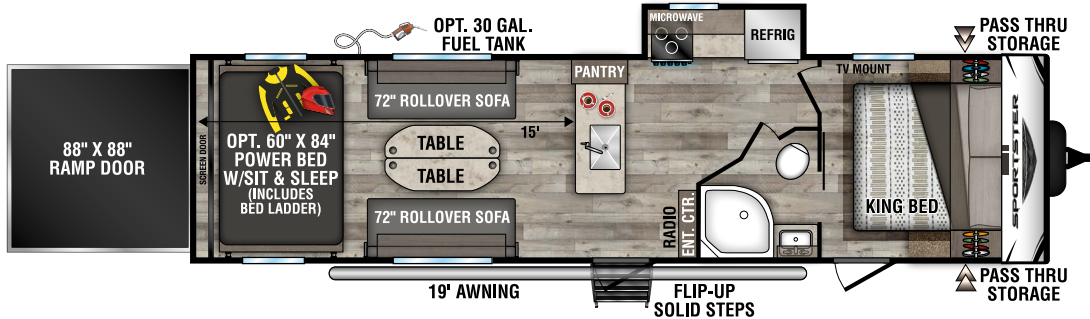 88" X 88"
RAMP DOOR
SCREEN DOOR
OPT. 60" X 84"
POWER BED
W/SIT & SLEEP
(INCLUDES
BED LADDER)
OPT. 30 GAL.
FUEL TANK
72" ROLLOVER SOFA
15'
TABLE
TABLE
72" ROLLOVER SOFA
19' AWNING
PANTRY
MICROWAVE
REFRIG
RADIO
ENT. CTR.
FLIP-UP
SOLID STEPS
TV MOUNT
KING BED
PASS THRU
STORAGE
SPORTSTER
PASS THRU
STORAGE